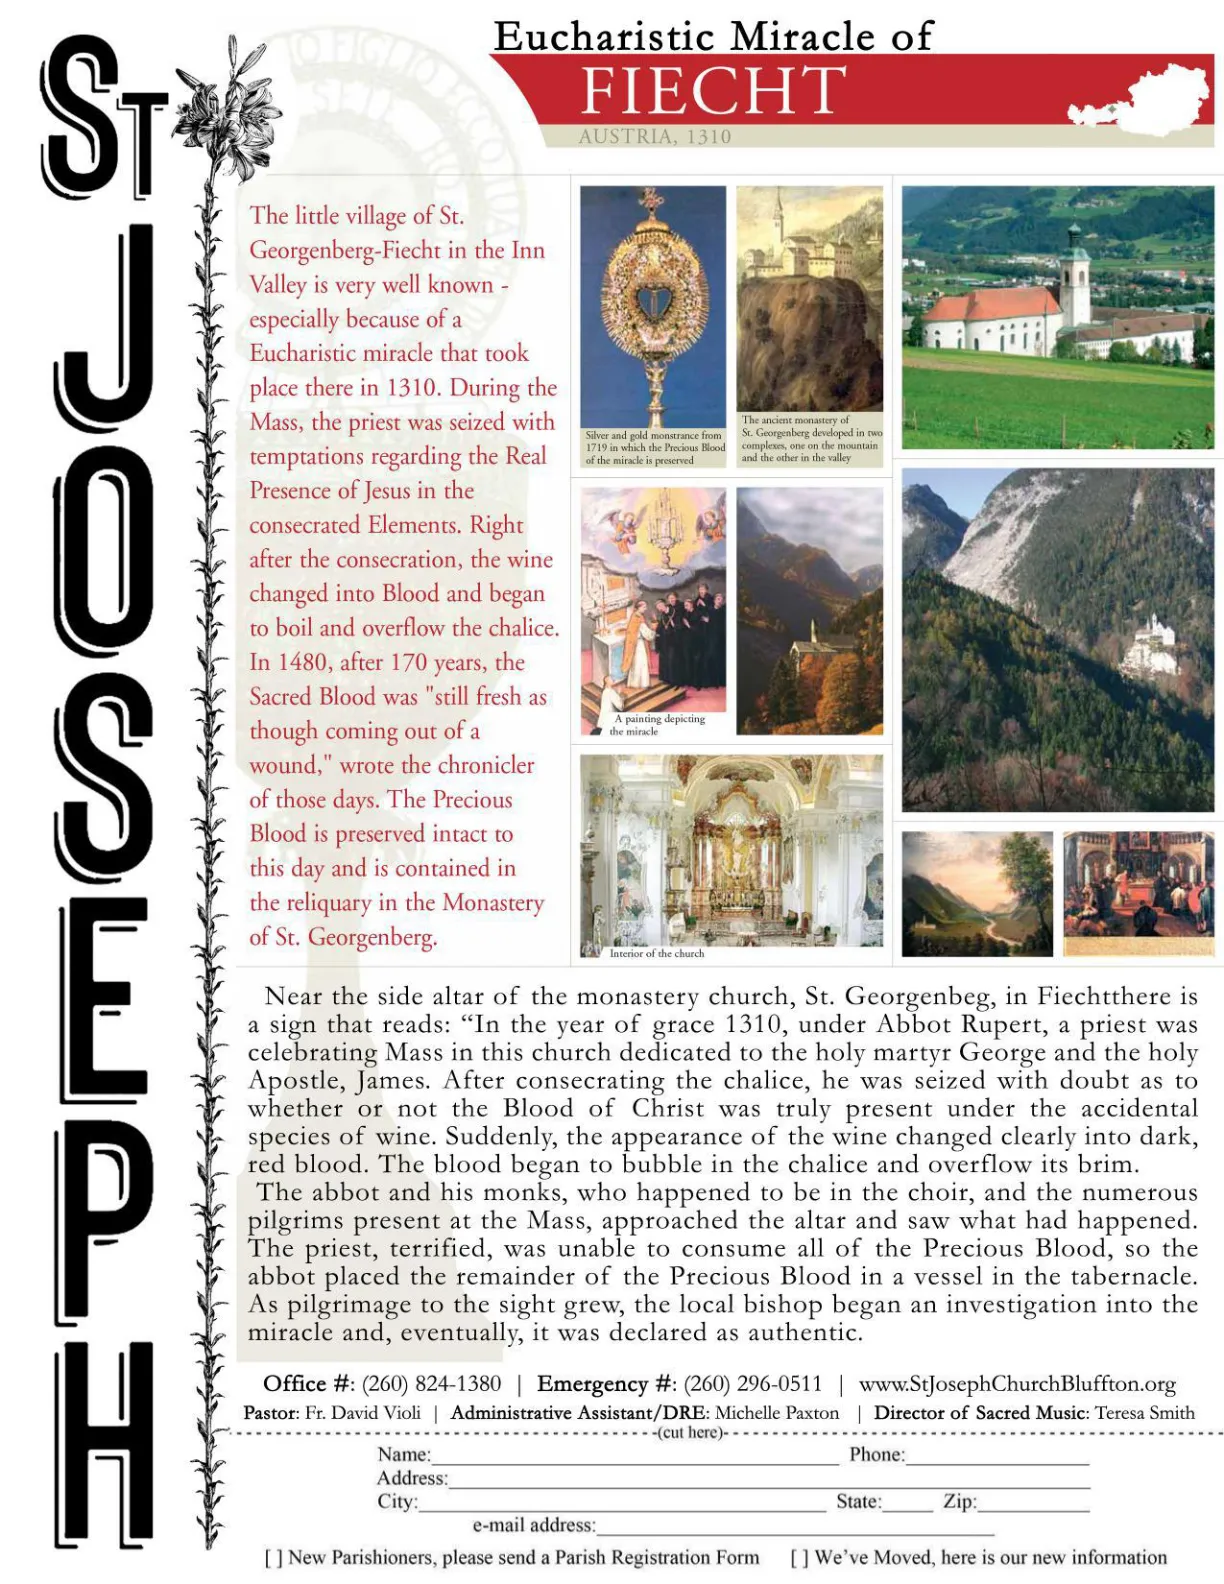 ST JOSEPH
Eucharistic Miracle of
FIECHT
AUSTRIA, 1310
The little village of St.
Georgenberg-Fiecht in the Inn
Valley is very well known -
especially because of a
Eucharistic miracle that took
place there in 1310. During the
Mass, the priest was seized with
temptations regarding the Real
Presence of Jesus in the
consecrated Elements. Right
after the consecration, the wine
changed into Blood and began
to boil and overflow the chalice.
In 1480, after 170 years, the
Sacred Blood was "still fresh as
though coming out of a
wound," wrote the chronicler
of those days. The Precious
Blood is preserved intact to
this day and is contained in
the reliquary in the Monastery
of St. Georgenberg.
Silver and gold monstrance from
1719 in which the Precious Blood
of the miracle is preserved
The ancient monastery of
St. Georgenberg developed in two
complexes, one on the mountain
and the other in the valley
A painting depicting
the miracle
Interior of the church
Near the side altar of the monastery church, St. Georgenbeg, in Fiechtthere is
a sign that reads: “In the year of grace 1310, under Abbot Rupert, a priest was
celebrating Mass in this church dedicated to the holy martyr George and the holy
Apostle, James. After consecrating the chalice, he was seized with doubt as to
whether or not the Blood of Christ was truly present under the accidental
species of wine. Suddenly, the appearance of the wine changed clearly into dark,
red blood. The blood began to bubble in the chalice and overflow its brim.
The abbot and his monks, who happened to be in the choir, and the numerous
pilgrims present at the Mass, approached the altar and saw what had happened.
The priest, terrified, was unable to consume all of the Precious Blood, so the
abbot placed the remainder of the Precious Blood in a vessel in the tabernacle.
As pilgrimage to the sight grew, the local bishop began an investigation into the
miracle and, eventually, it was declared as authentic.
Office #: (260) 824-1380 | Emergency #: (260) 296-0511 | www.StJosephChurchBluffton.org
Pastor: Fr. David Violi | Administrative Assistant/DRE: Michelle Paxton | Director of Sacred Music: Teresa Smith
(cut here)
Name: Phone:
Address:
City: State: Zip:
e-mail address:
[ ] New Parishioners, please send a Parish Registration Form [ ] We’ve Moved, here is our new information